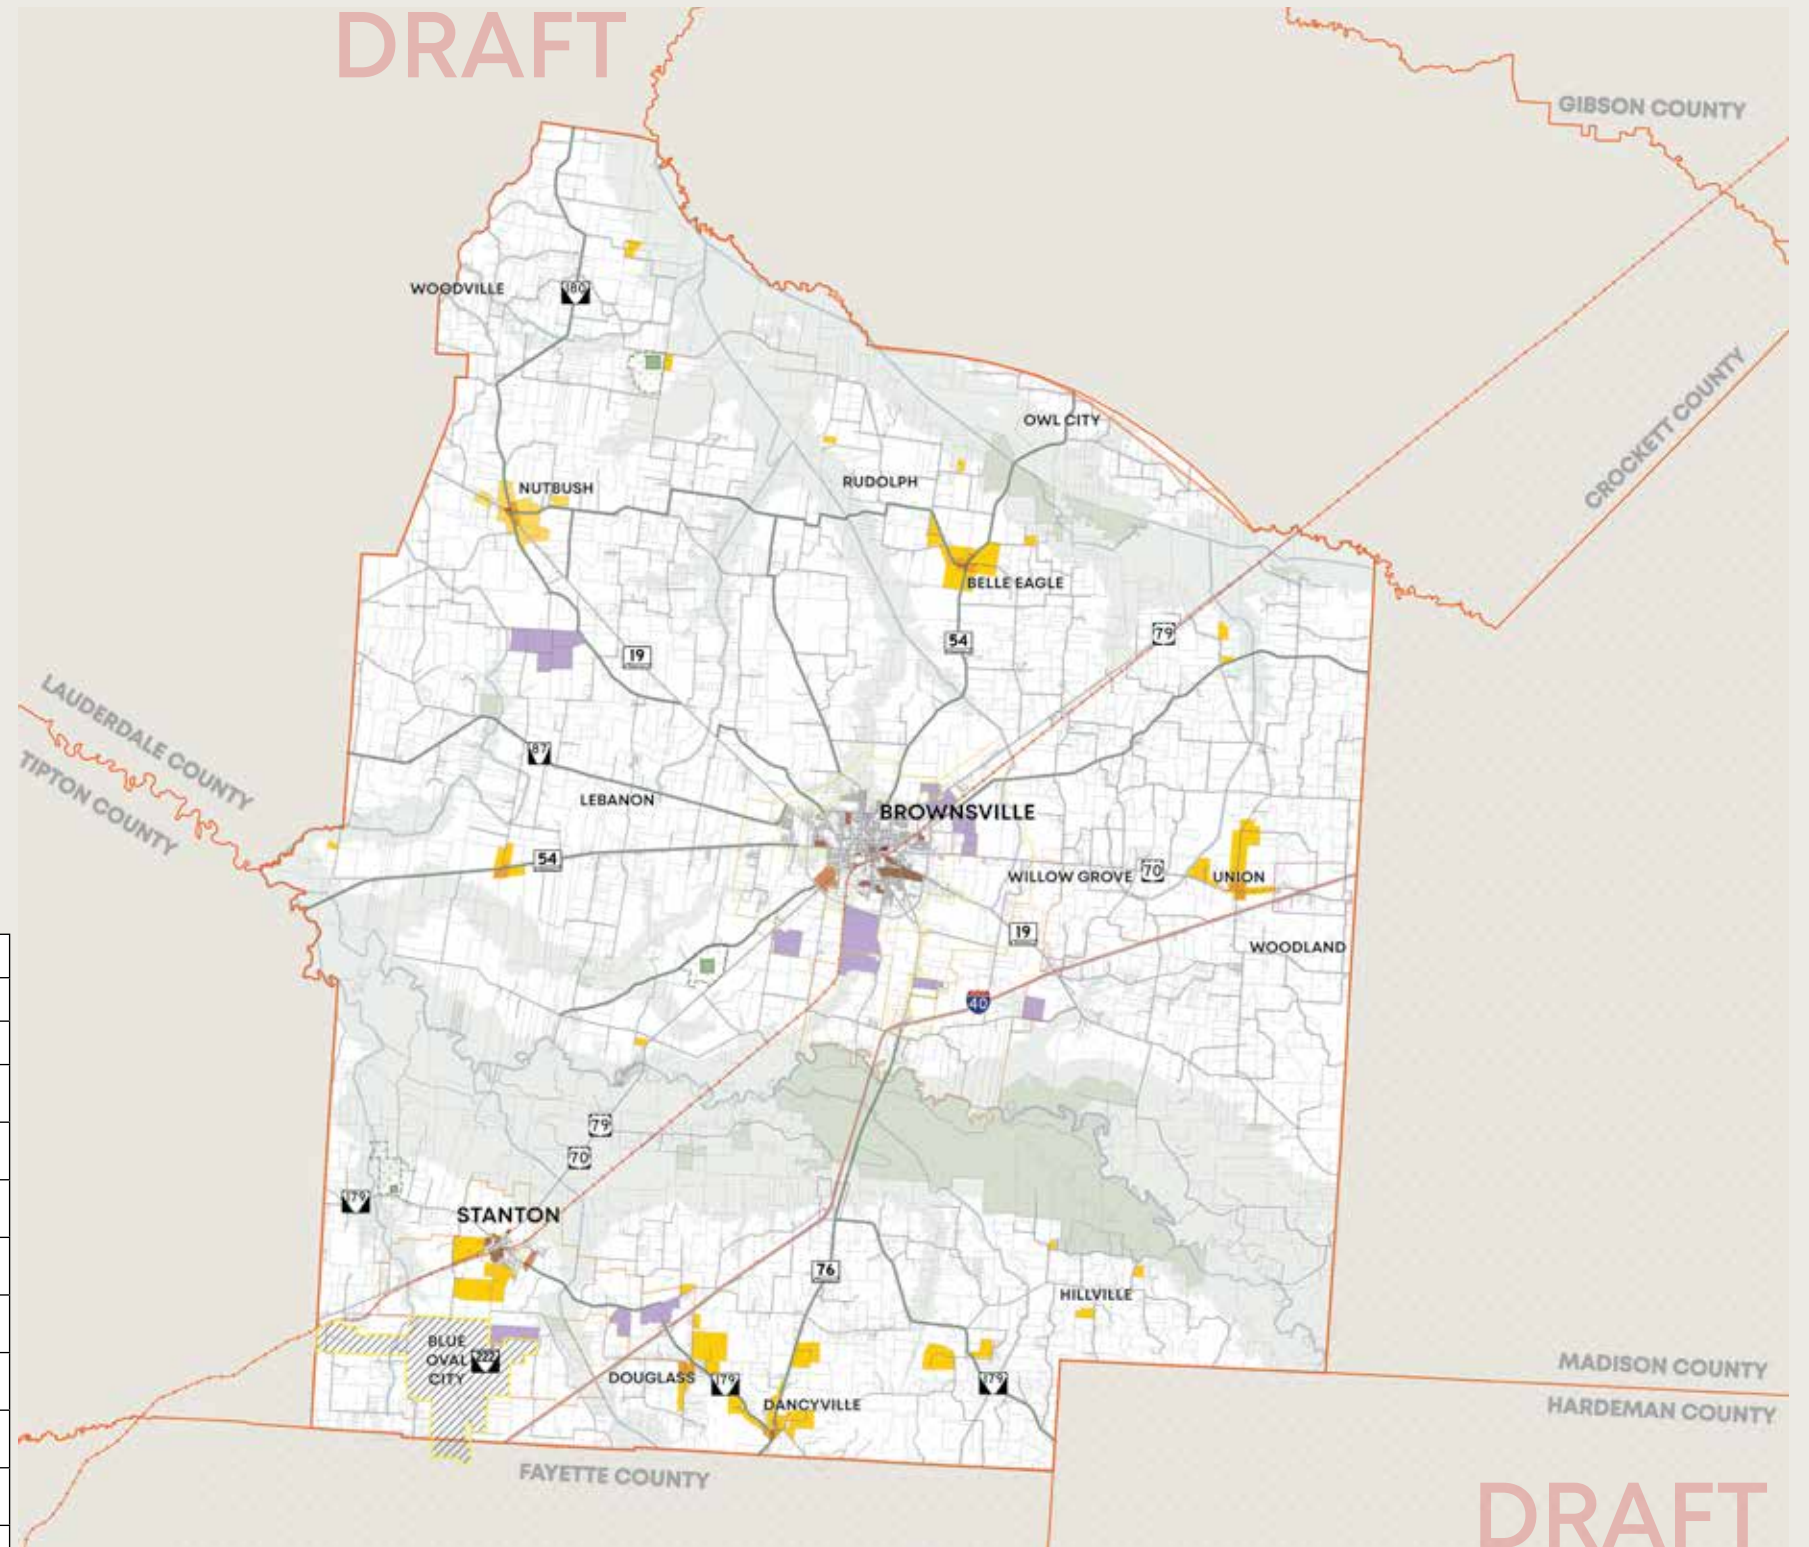 DRAFT
GIBSON COUNTY
WOODVILLE
180
CROCKETT COUNTY
OWL CITY
RUDOLPH
NUTBUSH
BELLE EAGLE
54
79
19
LAUDERDALE COUNTY
TIPTON COUNTY
87
LEBANON
BROWNSVILLE
54
WILLOW GROVE
70
UNION
19
WOODLAND
40
79
70
179
STANTON
76
HILLVILLE
BLUE
OVAL
CITY
222
DOUGLASS
179
179
DANCYVILLE
MADISON COUNTY
HARDEMAN COUNTY
FAYETTE COUNTY
DRAFT